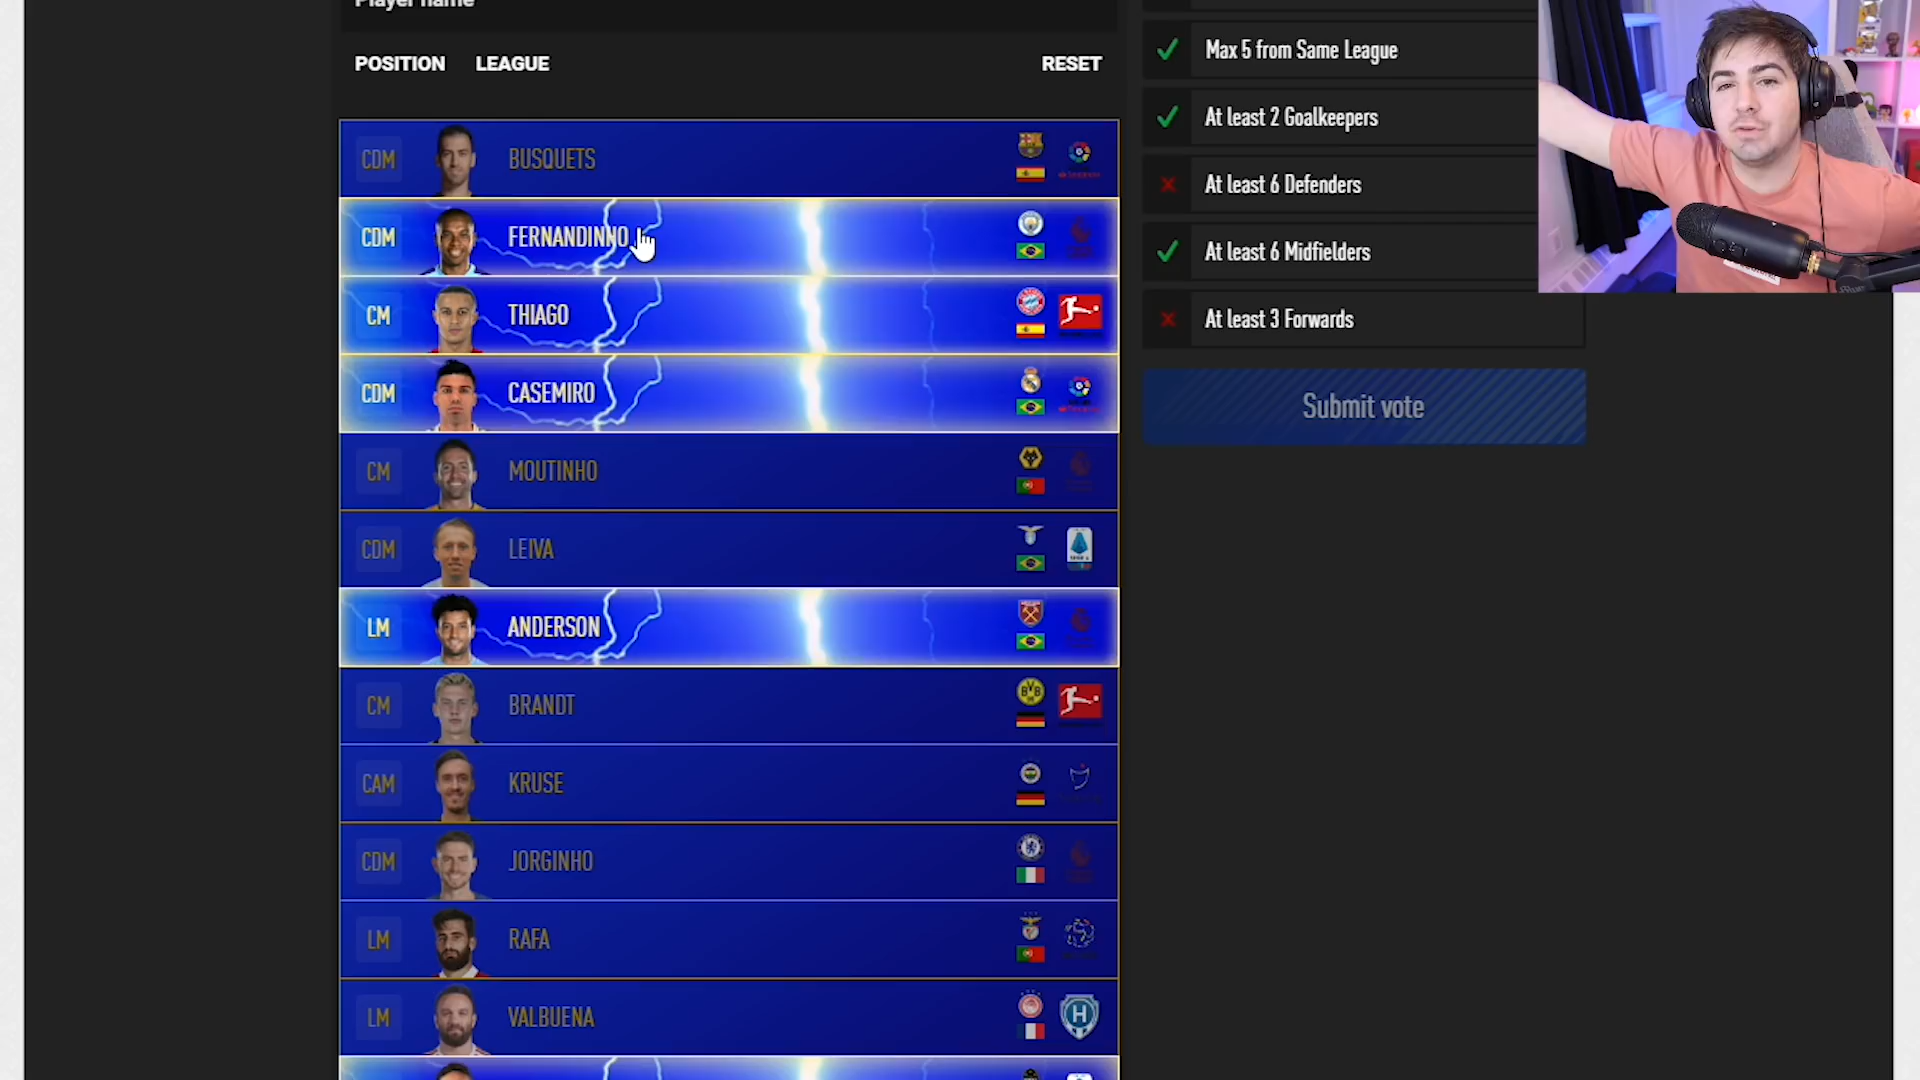 Player name
POSITION LEAGUE RESET
CDM BUSQUETS
CDM FERNANDINHO
CM THIAGO
CDM CASEMIRO
CM MOUTINHO
CDM LEIVA
LM ANDERSON
CM BRANDT
CAM KRUSE
CDM JORGINHO
LM RAFA
LM VALBUENA
Max 5 from Same League
At least 2 Goalkeepers
At least 6 Defenders
At least 6 Midfielders
At least 3 Forwards
Submit vote